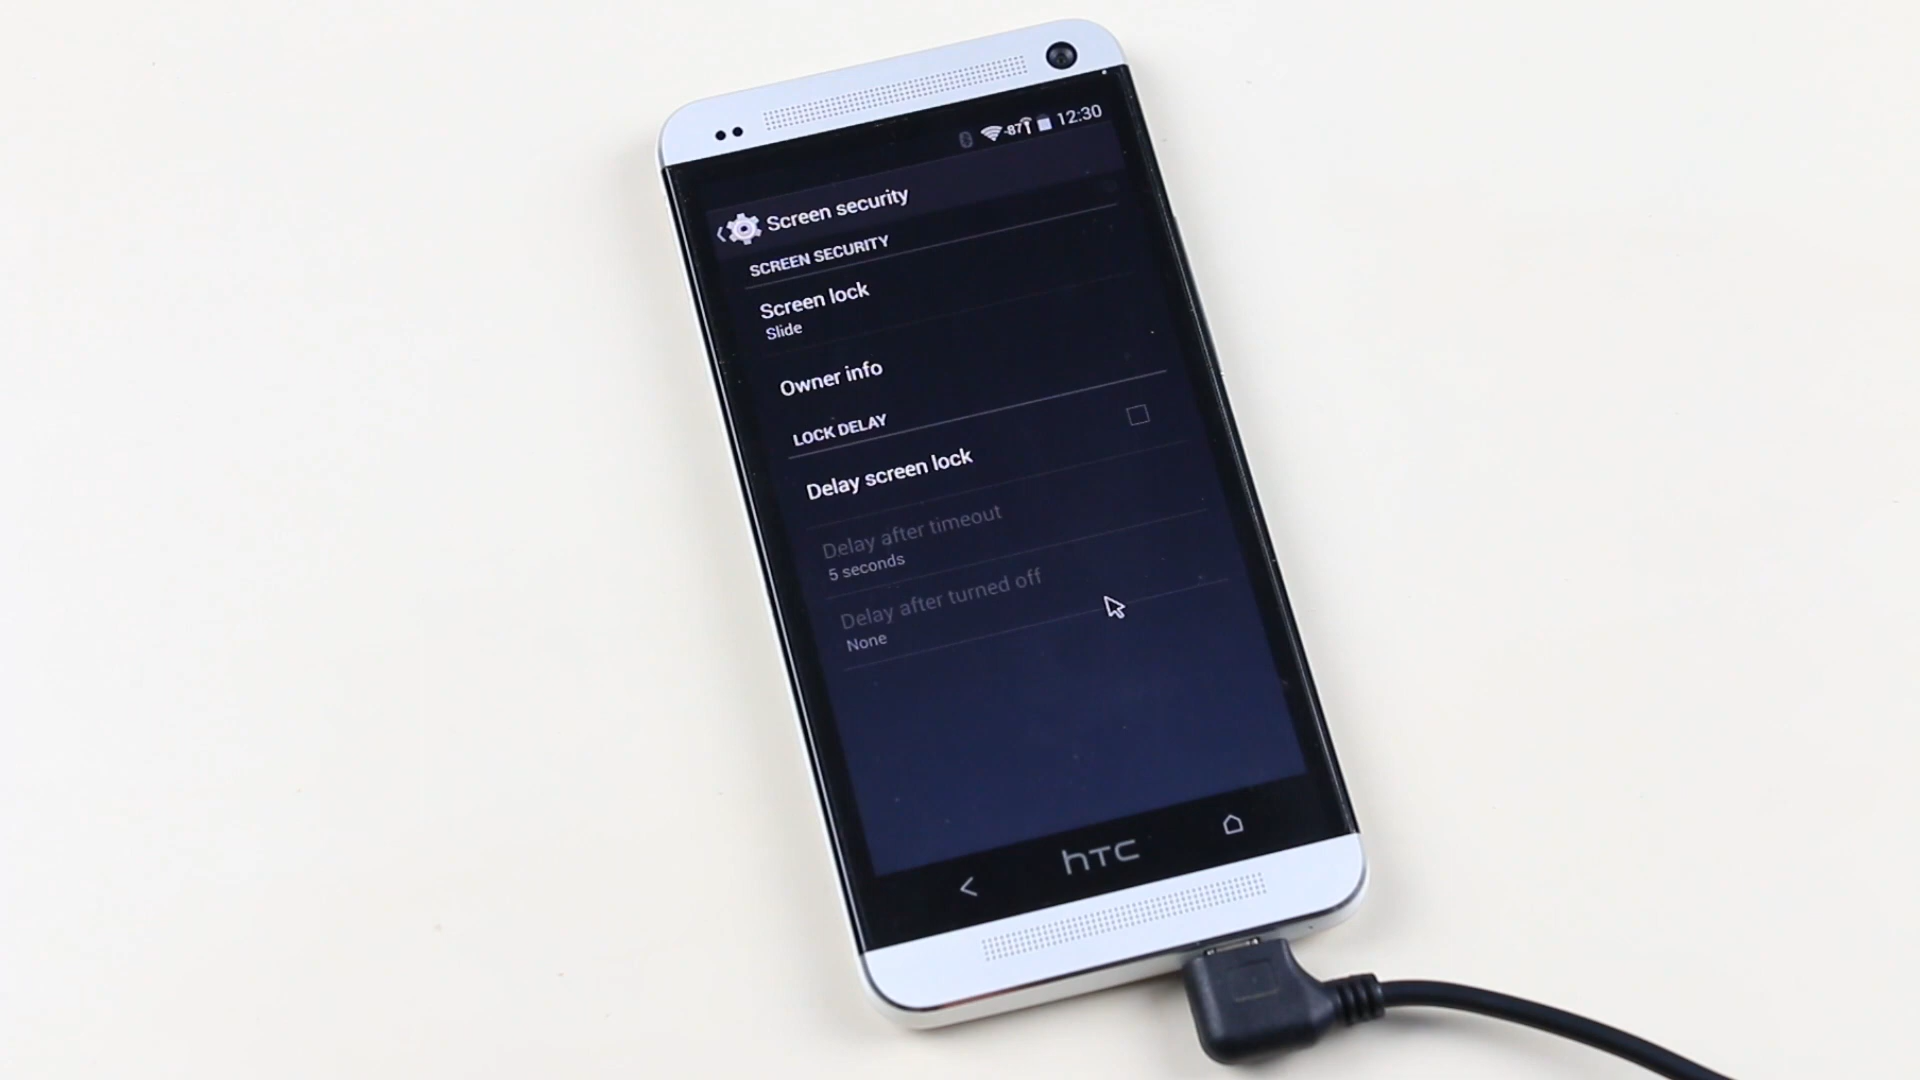 -87 12:30
Screen security
SCREEN SECURITY
Screen lock
Slide
Owner info
LOCK DELAY
Delay screen lock
Delay after timeout
5 seconds
Delay after turned off
None
hTC